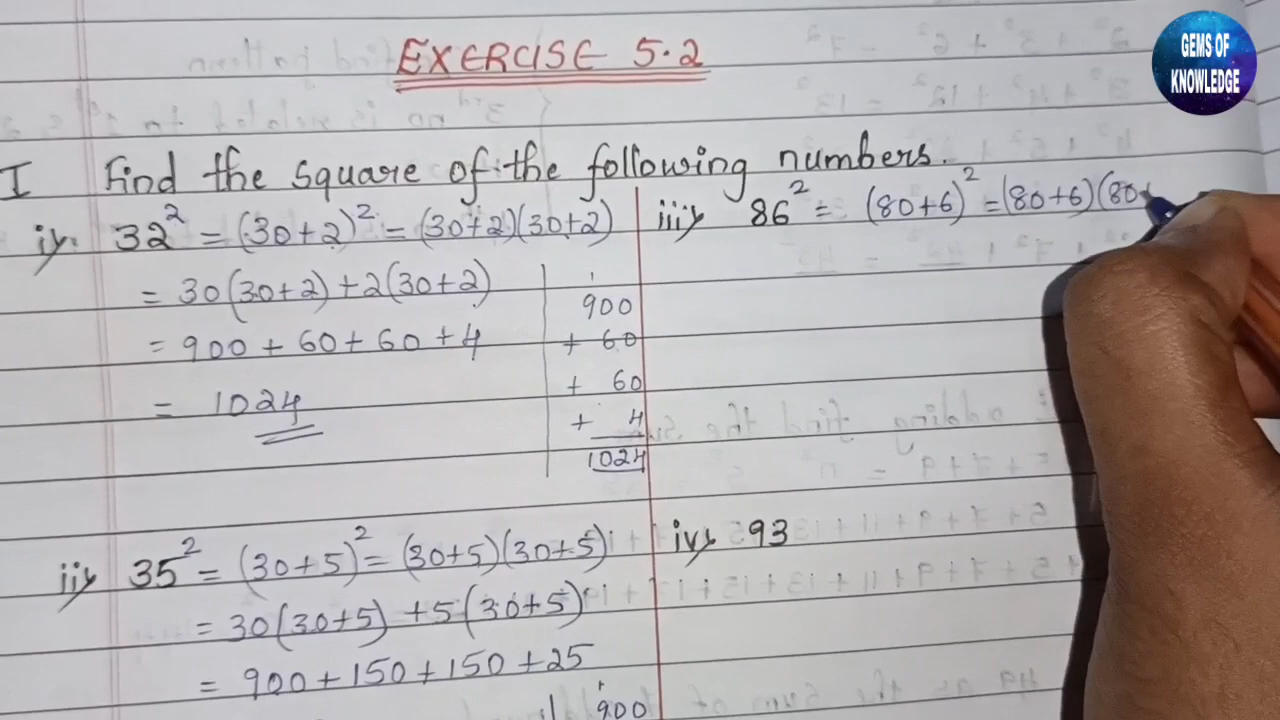 EXERCISE 5.2
GEMS OF
KNOWLEDGE
I Find the square of the following numbers.
i). 32² = (30+2)² = (30+2)(30+2)
= 30(30+2) + 2(30+2)
= 900 + 60 + 60 + 4
= 1024
900
+ 60
+ 60
+ 4
1024
ii) 35² = (30+5)² = (30+5)(30+5)
= 30(30+5) + 5(30+5)
= 900 + 150 + 150 + 25
900
iii) 86² = (80+6)² = (80+6)(80
iv) 93